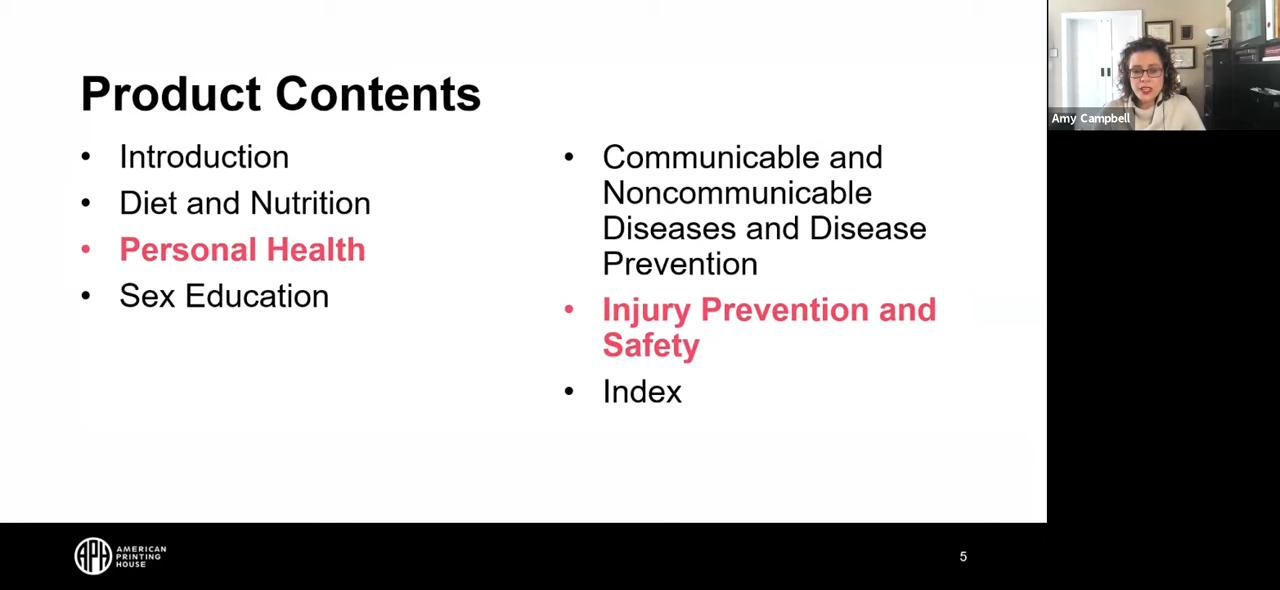 Product Contents
• Introduction
• Diet and Nutrition
• Personal Health
• Sex Education
• Communicable and
Noncommunicable
Diseases and Disease
Prevention
• Injury Prevention and
Safety
• Index
Amy Campbell
APH
AMERICAN
PRINTING
HOUSE
5